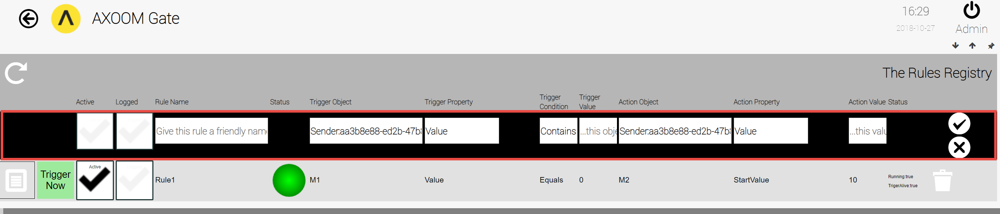 AXOOM Gate
16:29
2018-10-27
Admin
The Rules Registry
Active
Logged
Rule Name
Status
Trigger Object
Trigger Property
Trigger
Condition
Trigger
Value
Action Object
Action Property
Action Value
Status
Give this rule a friendly nam
Sender.aa3b8e88-ed2b-47b
Value
Contains
...this obje
Sender.aa3b8e88-ed2b-47b
Value
...this valu
Trigger
Now
Active
Logged
Rule1
M1
Value
Equals
0
M2
StartValue
10
Running:true
TrigerAlive:true